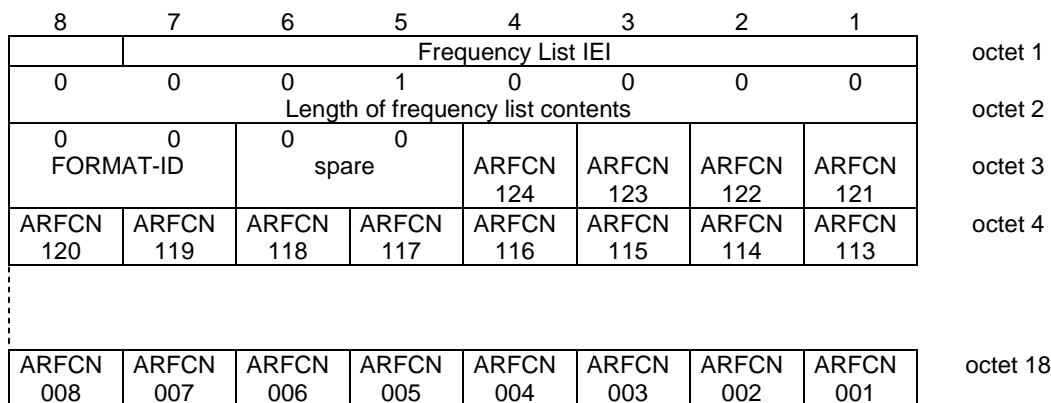 8 7 6 5 4 3 2 1
Frequency List IEI octet 1
0 0 0 1 0 0 0 0
Length of frequency list contents octet 2
0 0 0 0
FORMAT-ID spare ARFCN ARFCN ARFCN ARFCN octet 3
124 123 122 121
ARFCN ARFCN ARFCN ARFCN ARFCN ARFCN ARFCN ARFCN octet 4
120 119 118 117 116 115 114 113
ARFCN ARFCN ARFCN ARFCN ARFCN ARFCN ARFCN ARFCN octet 18
008 007 006 005 004 003 002 001